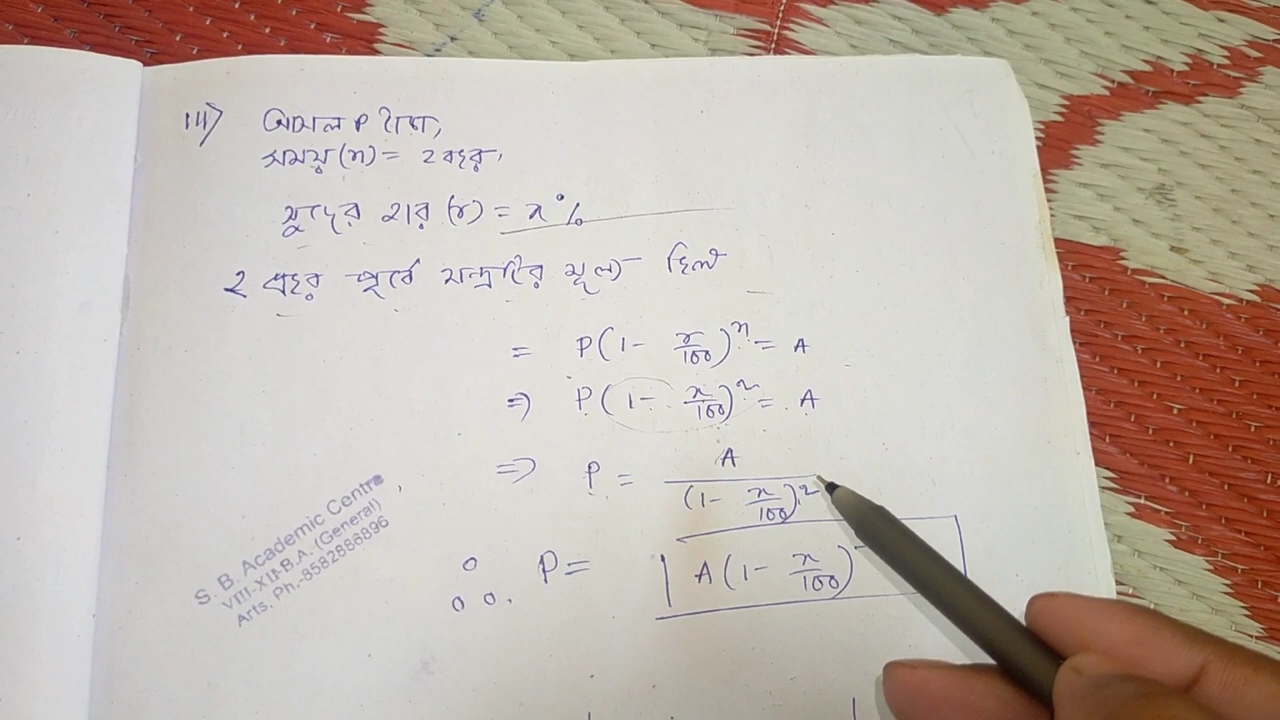 III) আসল P টাকা,
সময় (n) = 2 বছর,
সুদের হার (r) = x%
২ বছর পূর্বে যন্ত্রটির মূল্য ছিল
= P(1 - r/100)^n = A
⇒ P(1 - x/100)^2 = A
⇒ P = A/(1 - x/100)^2
∴ P = A(1 - x/100)^-
S. B. Academic Centre
VIII-XII-B.A. (General)
Arts. Ph.-8582886896